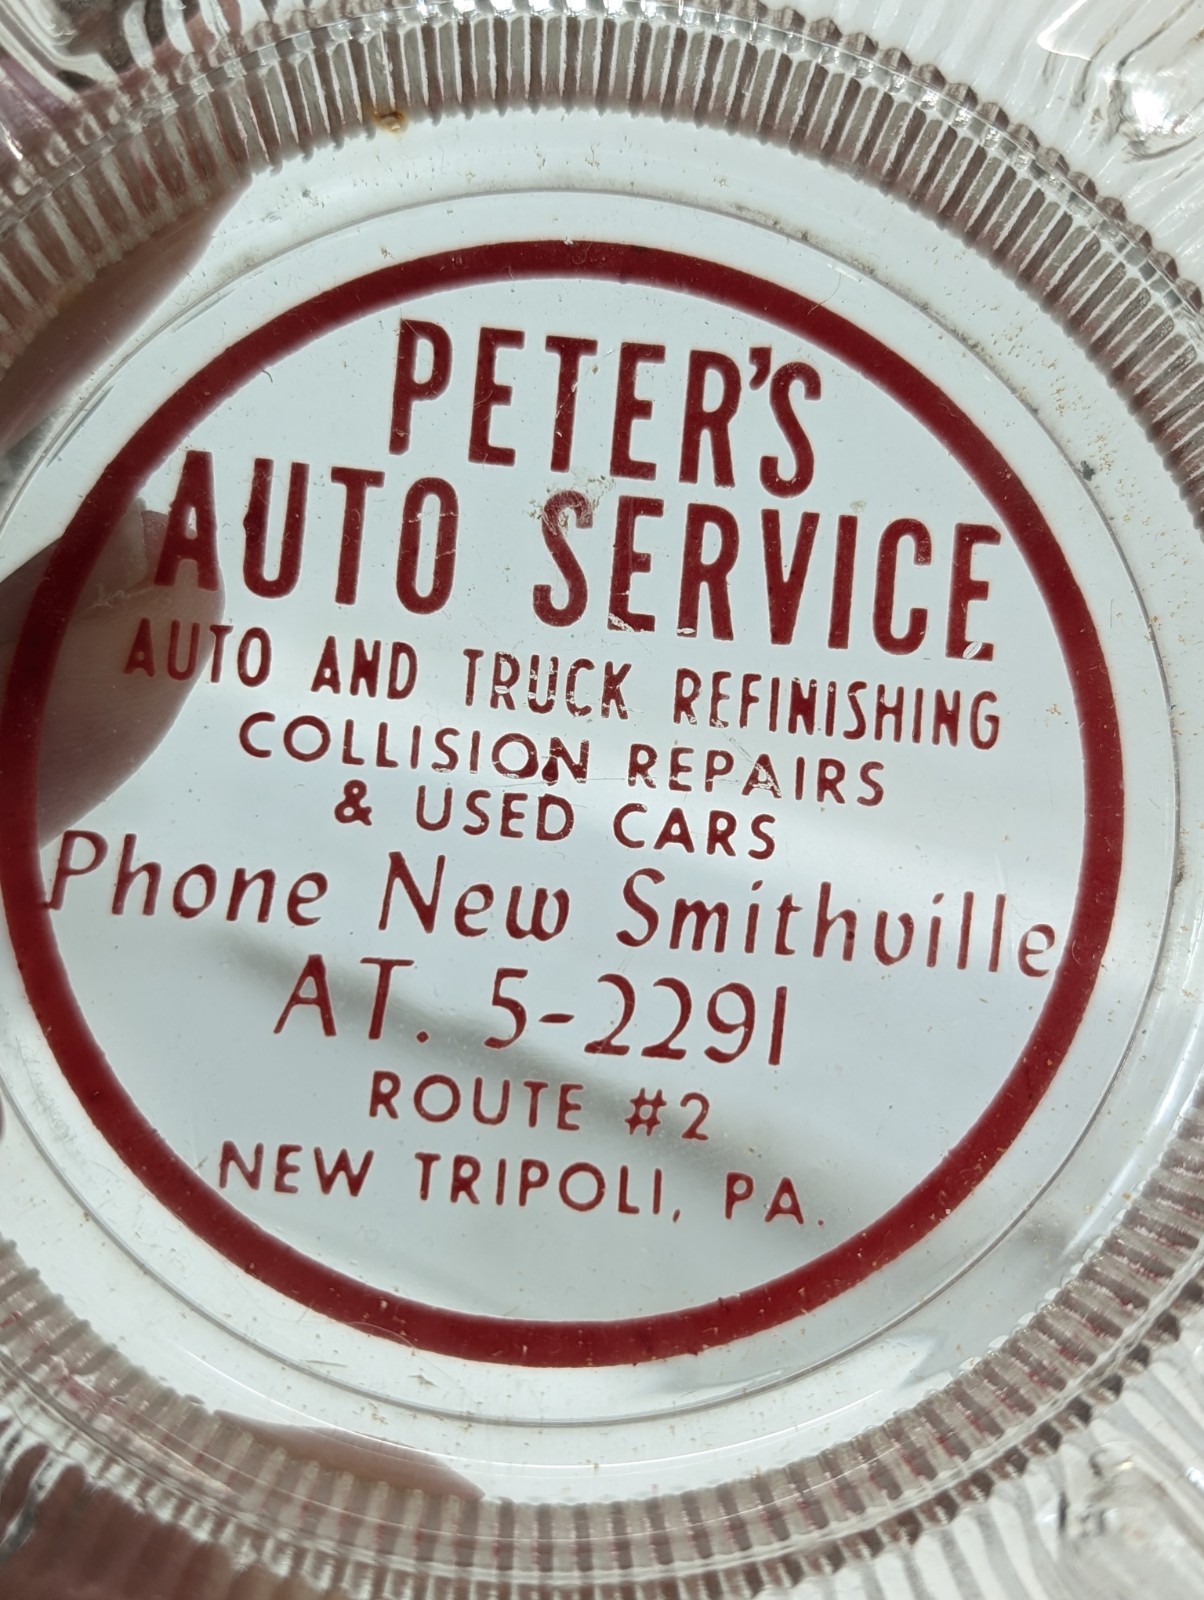 PETER'S
AUTO SERVICE
AUTO AND TRUCK REFINISHING
COLLISION REPAIRS
& USED CARS
Phone New Smithville
AT. 5-2291
ROUTE #2
NEW TRIPOLI, PA.